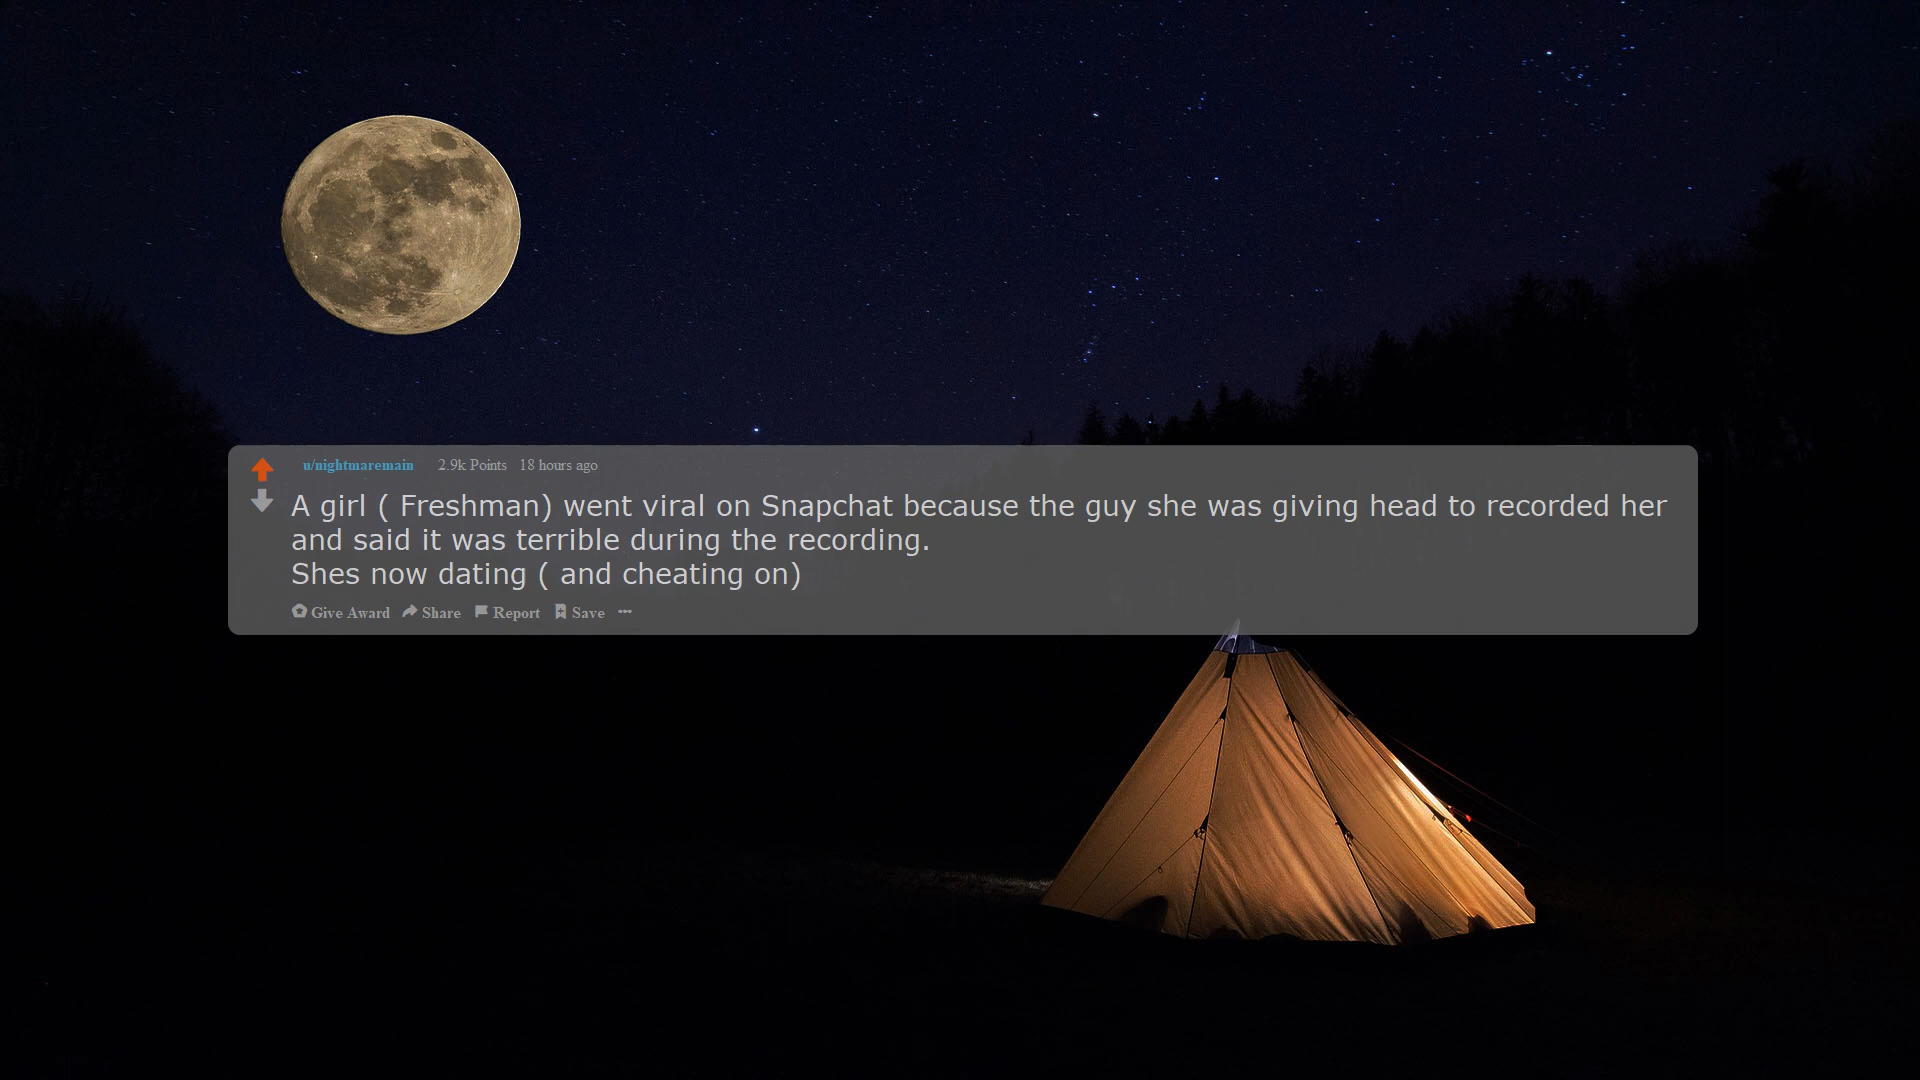 u/nightmaremain 2.9k Points 18 hours ago
A girl ( Freshman) went viral on Snapchat because the guy she was giving head to recorded her
and said it was terrible during the recording.
Shes now dating ( and cheating on)
Give Award Share Report Save